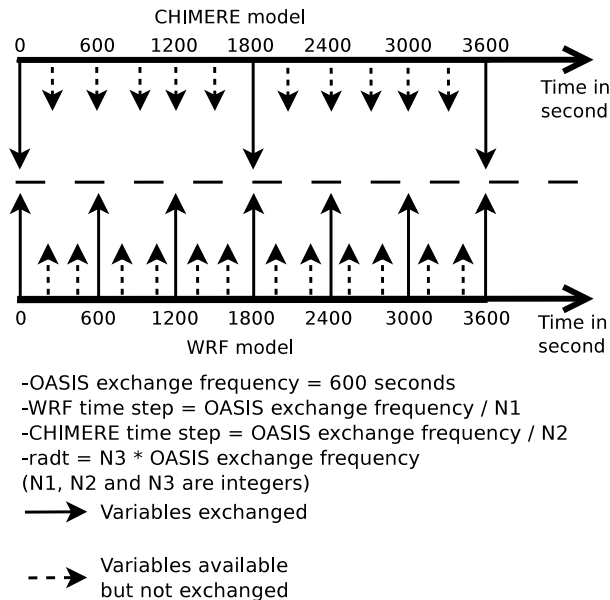 CHIMERE model
0 600 1200 1800 2400 3000 3600
Time in
second
0 600 1200 1800 2400 3000 3600
Time in
second
WRF model
-OASIS exchange frequency = 600 seconds
-WRF time step = OASIS exchange frequency / N1
-CHIMERE time step = OASIS exchange frequency / N2
-radt = N3 * OASIS exchange frequency
(N1, N2 and N3 are integers)
Variables exchanged
Variables available
but not exchanged